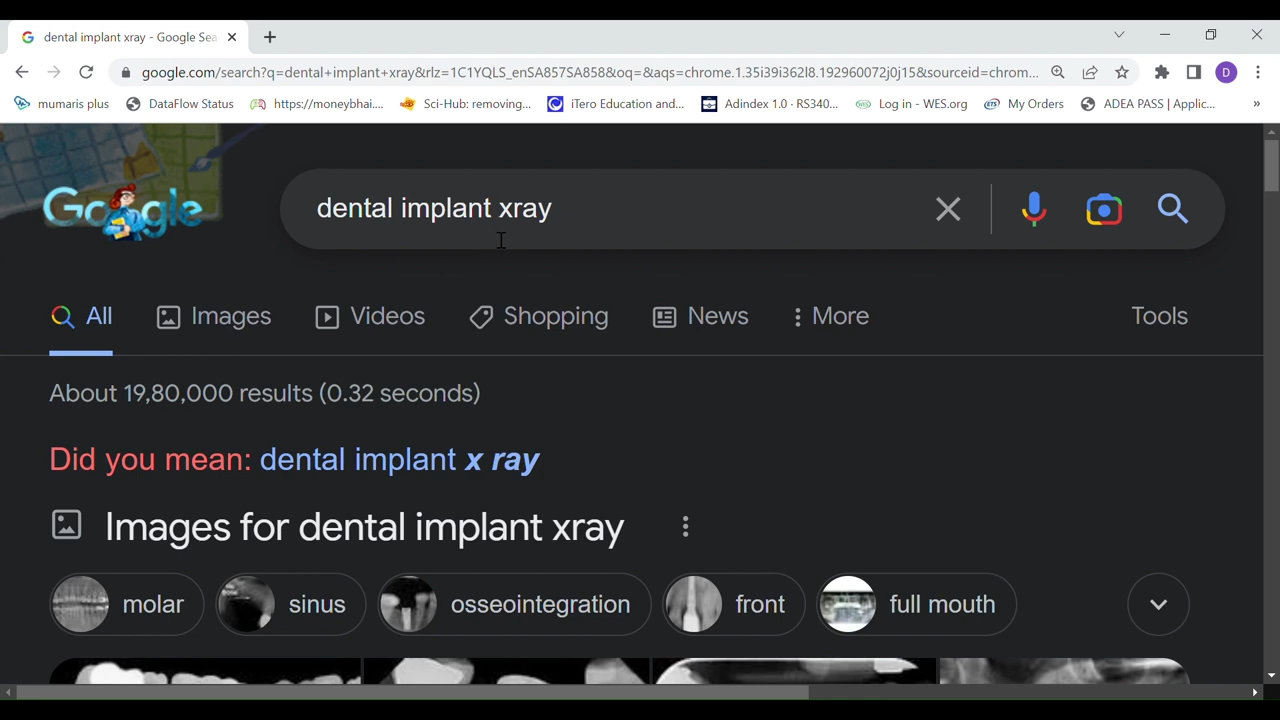 dental implant xray - Google Sea
google.com/search?q=dental+implant+xray&rlz=1C1YQLS_enSA857SA858&oq=&aqs=chrome.1.35i39i362l8.192960072j0j15&sourceid=chrom...
D
mumaris plus DataFlow Status https://moneybhai.... Sci-Hub: removing... iTero Education and... Adindex 1.0 · RS340... Log in - WES.org My Orders ADEA PASS | Applic... »
Google dental implant xray
All Images Videos Shopping News More Tools
About 19,80,000 results (0.32 seconds)
Did you mean: dental implant x ray
Images for dental implant xray
molar sinus osseointegration front full mouth